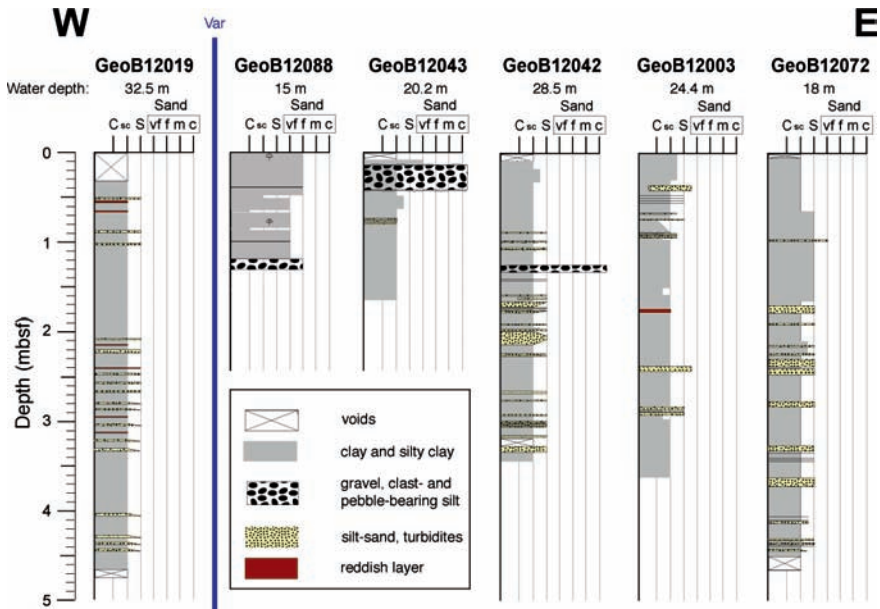 W Var E
GeoB12019 GeoB12088 GeoB12043 GeoB12042 GeoB12003 GeoB12072
Water depth: 32.5 m 15 m 20.2 m 28.5 m 24.4 m 18 m
Sand Sand Sand Sand Sand Sand
C sc S vf f m c C sc S vf f m c C sc S vf f m c C sc S vf f m c C sc S vf f m c C sc S vf f m c
0
1
2
3
4
5
Depth (mbsf)
voids
clay and silty clay
gravel, clast- and
pebble-bearing silt
silt-sand, turbidites
reddish layer